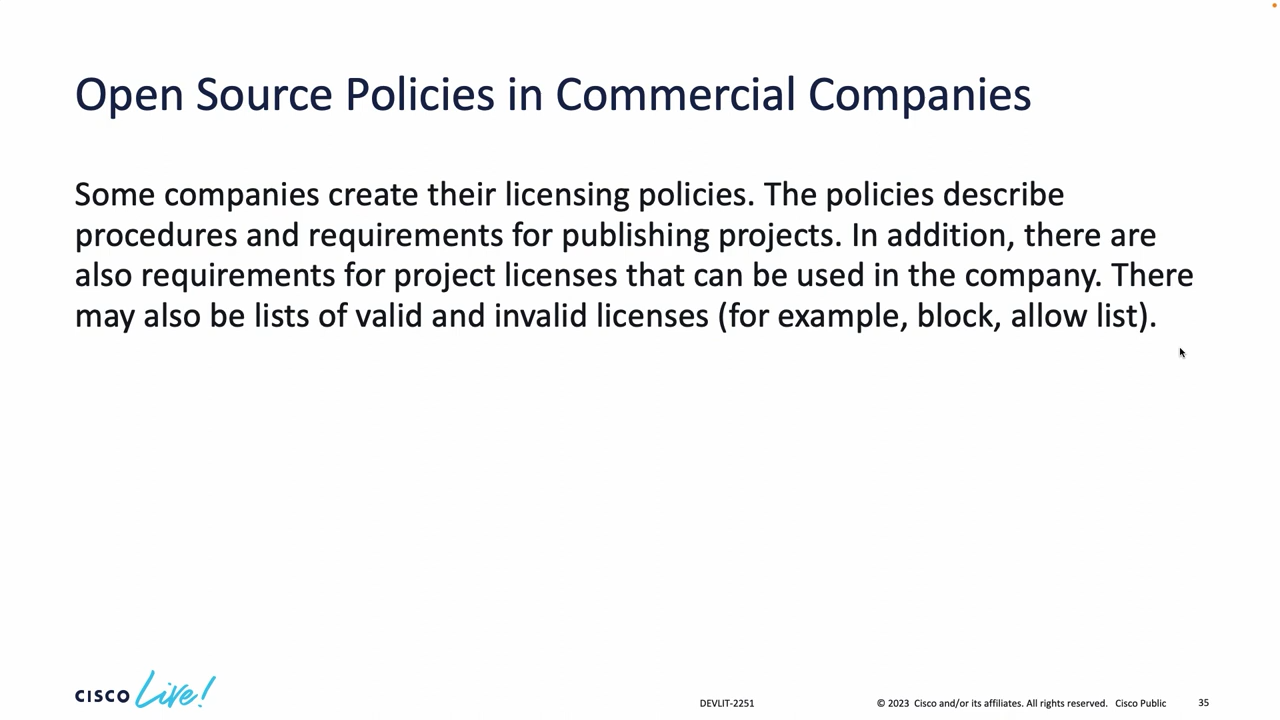 Open Source Policies in Commercial Companies
Some companies create their licensing policies. The policies describe
procedures and requirements for publishing projects. In addition, there are
also requirements for project licenses that can be used in the company. There
may also be lists of valid and invalid licenses (for example, block, allow list).
CISCO Live!
DEVLIT-2251
© 2023 Cisco and/or its affiliates. All rights reserved. Cisco Public
35